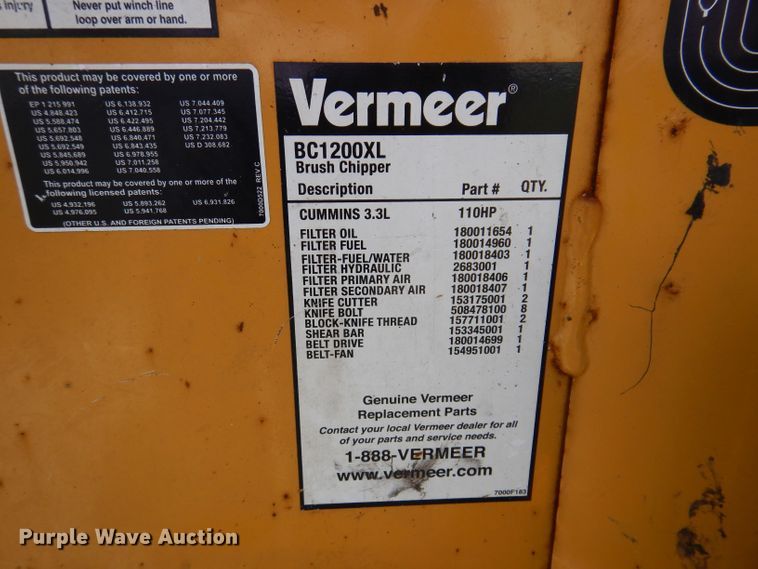 injury
Never put winch line
loop over arm or hand.
This product may be covered by one or more
of the following patents:
EP 1 215 991 US 6.138.932 US 7.044.409
US 4.848.423 US 6.412.715 US 7.077.345
US 5.588.474 US 6.422.495 US 7.204.442
US 5.657.803 US 6.446.889 US 7.213.779
US 5.692.548 US 6.840.471 US 7.232.083
US 5.692.549 US 6.843.435 US D 308.682
US 5.845.689 US 6.978.955
US 5.950.942 US 7.011.258
US 6.014.996 US 7.040.558
This product may be covered by one or more of the
following licensed patents:
US 4.932.196 US 5.893.262 US 6.931.826
US 4.976.095 US 5.941.768
(OTHER U.S. AND FOREIGN PATENTS PENDING)
1000D522 REV C
Vermeer®
BC1200XL
Brush Chipper
Description Part # QTY.
CUMMINS 3.3L 110HP
FILTER OIL 180011654 1
FILTER FUEL 180014960 1
FILTER-FUEL/WATER 180018403 1
FILTER HYDRAULIC 2683001 1
FILTER PRIMARY AIR 180018406 1
FILTER SECONDARY AIR 180018407 1
KNIFE CUTTER 153175001 2
KNIFE BOLT 508478100 8
BLOCK-KNIFE THREAD 157711001 2
SHEAR BAR 153345001 1
BELT DRIVE 180014699 1
BELT-FAN 154951001 1
Genuine Vermeer
Replacement Parts
Contact your local Vermeer dealer for all
of your parts and service needs.
1-888-VERMEER
www.vermeer.com
7000F183
Purple Wave Auction